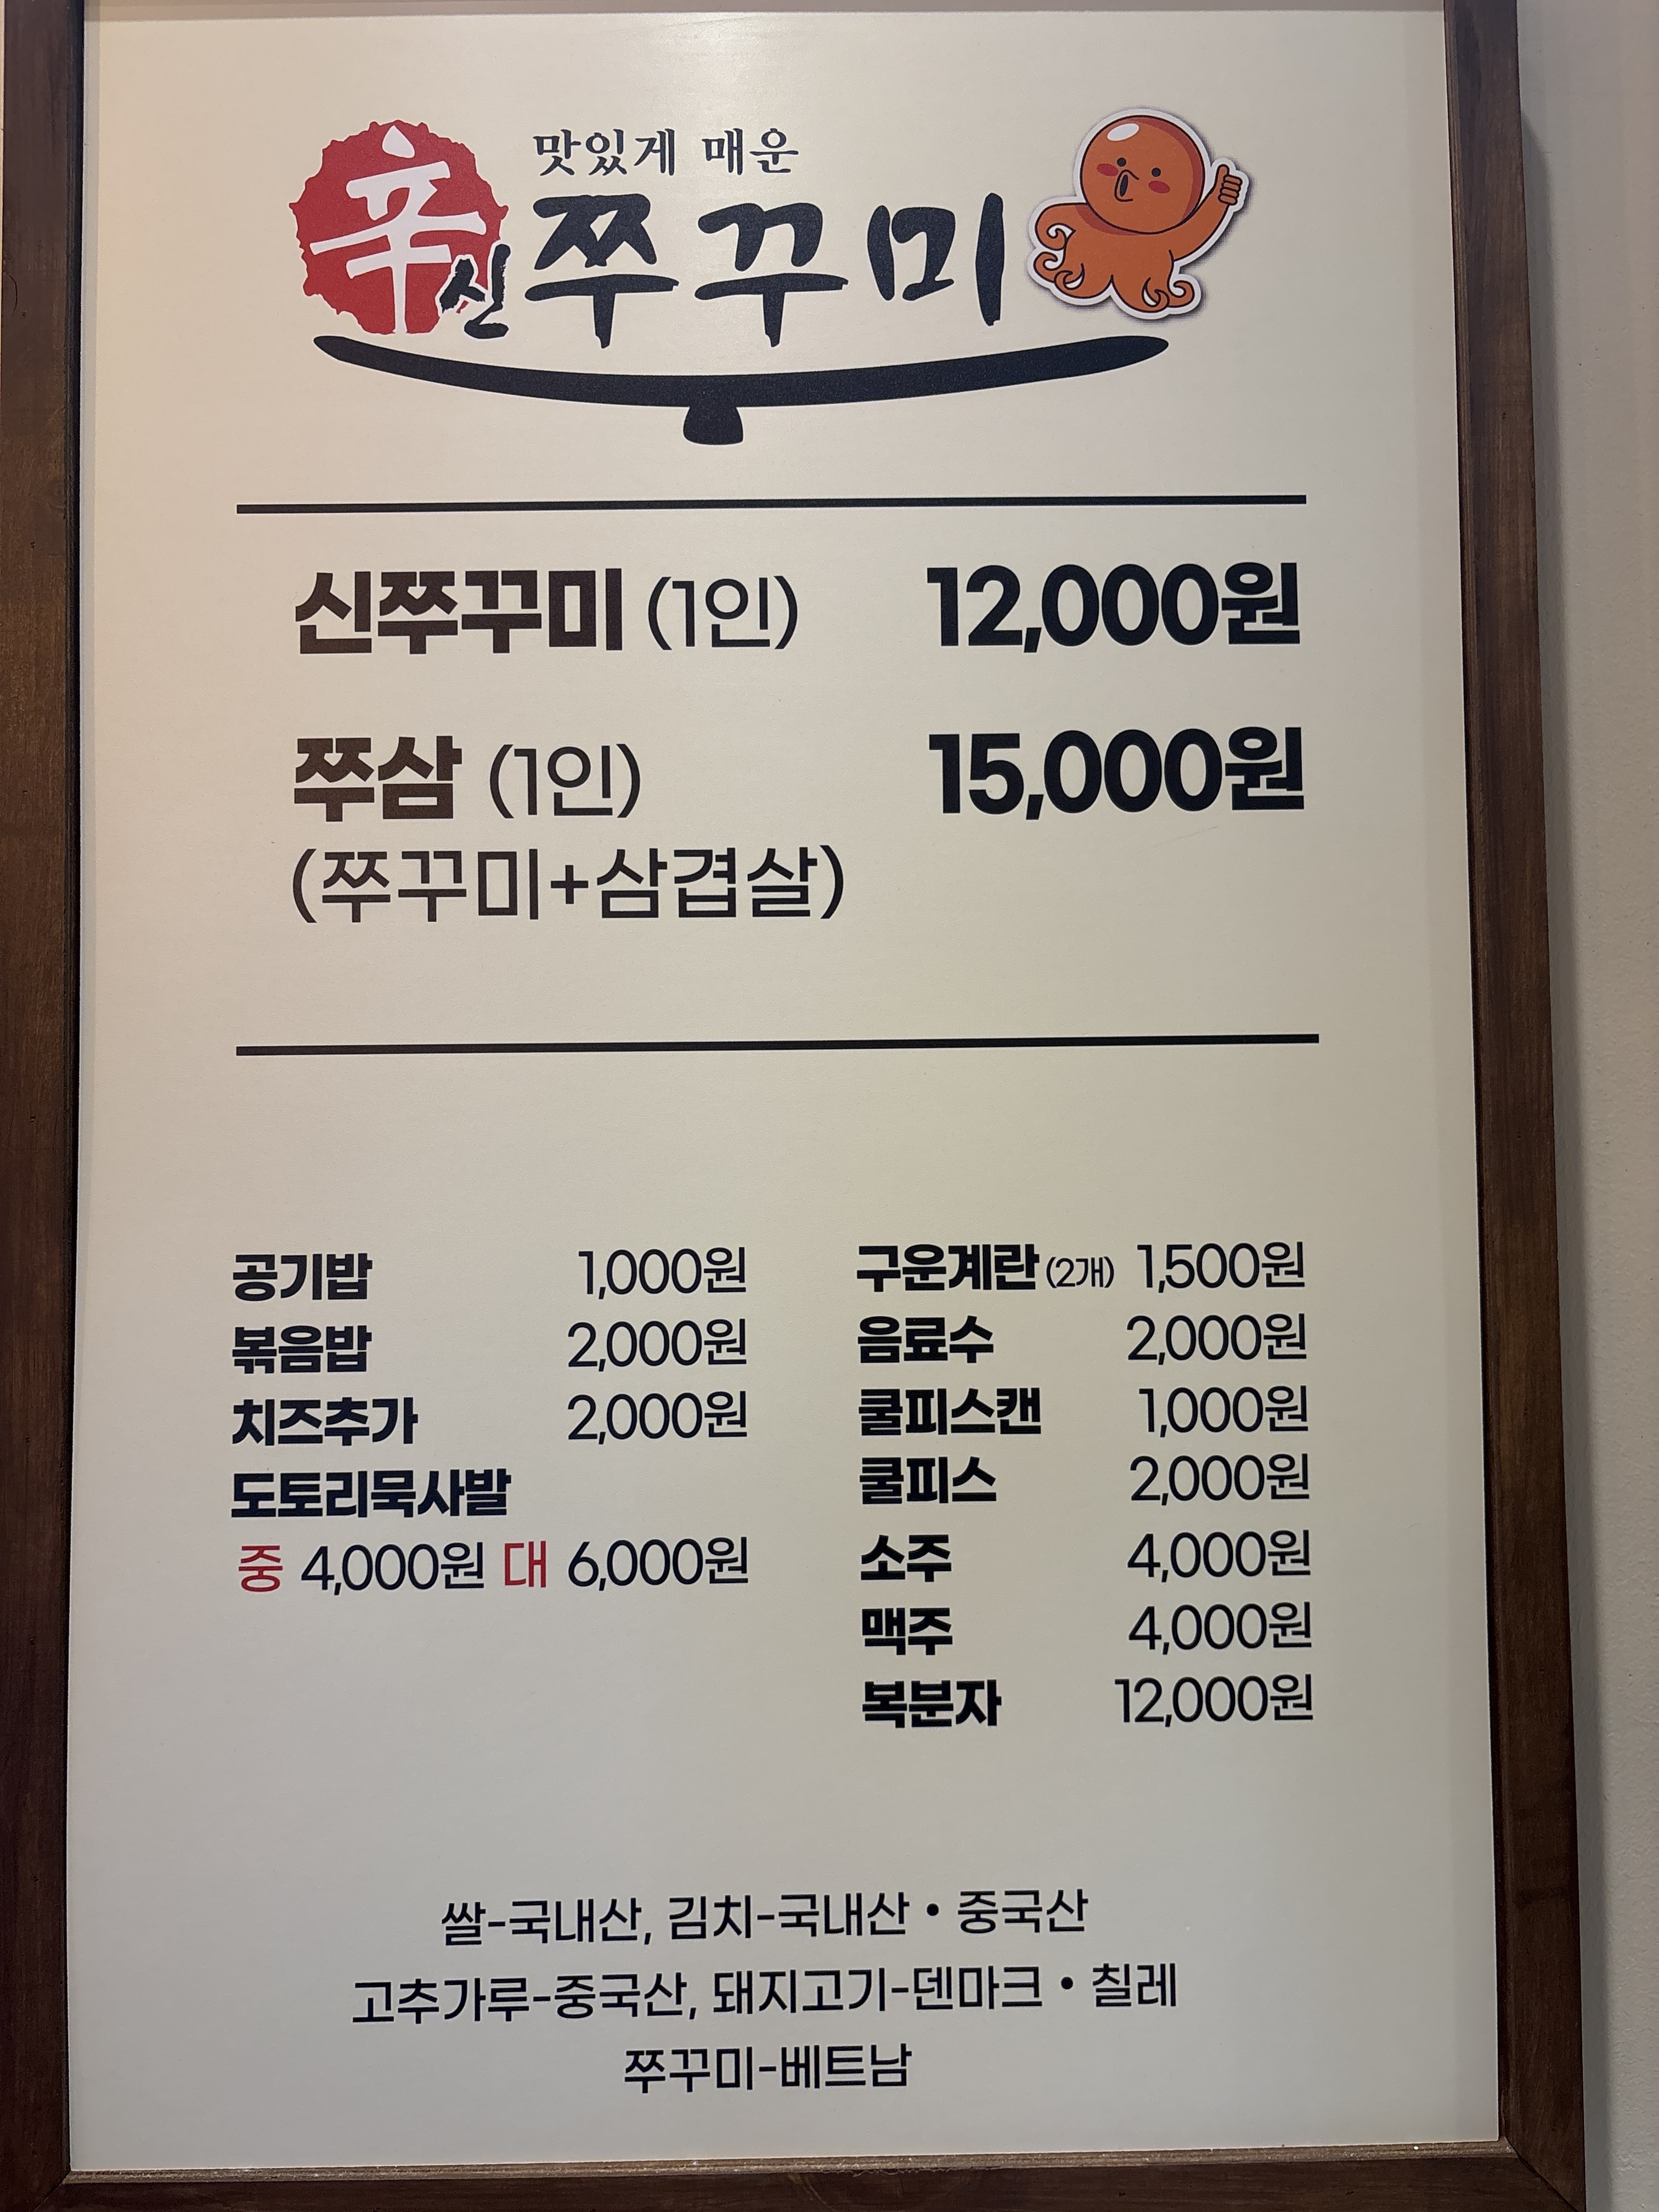 맛있게 매운
辛신쭈꾸미
신쭈꾸미 (1인) 12,000원
쭈삼 (1인) 15,000원
(쭈꾸미+삼겹살)
공기밥 1,000원
볶음밥 2,000원
치즈추가 2,000원
도토리묵사발
중 4,000원 대 6,000원
구운계란 (2개) 1,500원
음료수 2,000원
쿨피스캔 1,000원
쿨피스 2,000원
소주 4,000원
맥주 4,000원
복분자 12,000원
쌀-국내산, 김치-국내산 • 중국산
고추가루-중국산, 돼지고기-덴마크 • 칠레
쭈꾸미-베트남